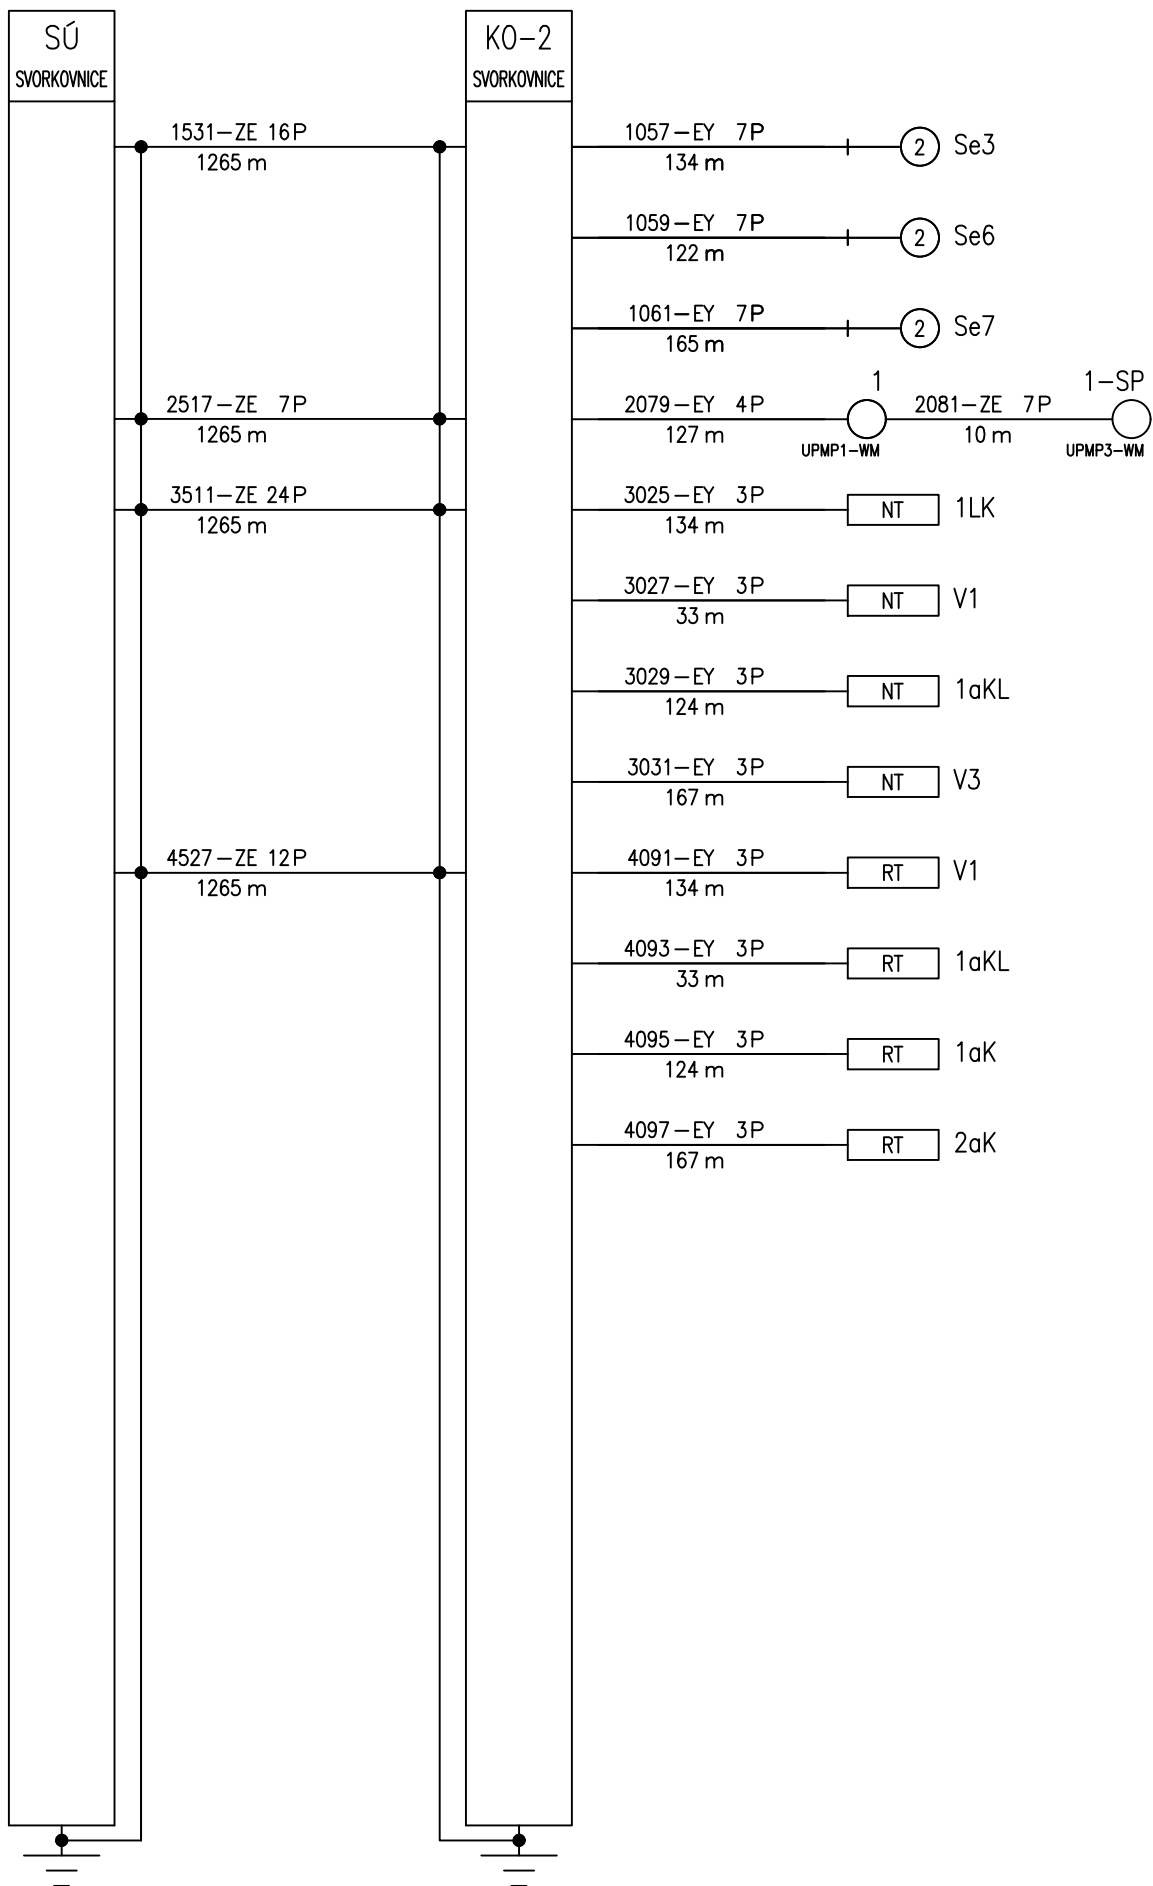 SÚ
SVORKOVNICE
KO-2
SVORKOVNICE
1531-ZE 16P
1265 m
1057-EY 7P
134 m
2
Se3
1059-EY 7P
122 m
2
Se6
1061-EY 7P
165 m
2
Se7
2517-ZE 7P
1265 m
2079-EY 4P
127 m
1
UPMP1-WM
2081-ZE 7P
10 m
1-SP
UPMP3-WM
3511-ZE 24P
1265 m
3025-EY 3P
134 m
NT
1LK
3027-EY 3P
33 m
NT
V1
3029-EY 3P
124 m
NT
1aKL
3031-EY 3P
167 m
NT
V3
4527-ZE 12P
1265 m
4091-EY 3P
134 m
RT
V1
4093-EY 3P
33 m
RT
1aKL
4095-EY 3P
124 m
RT
1aK
4097-EY 3P
167 m
RT
2aK